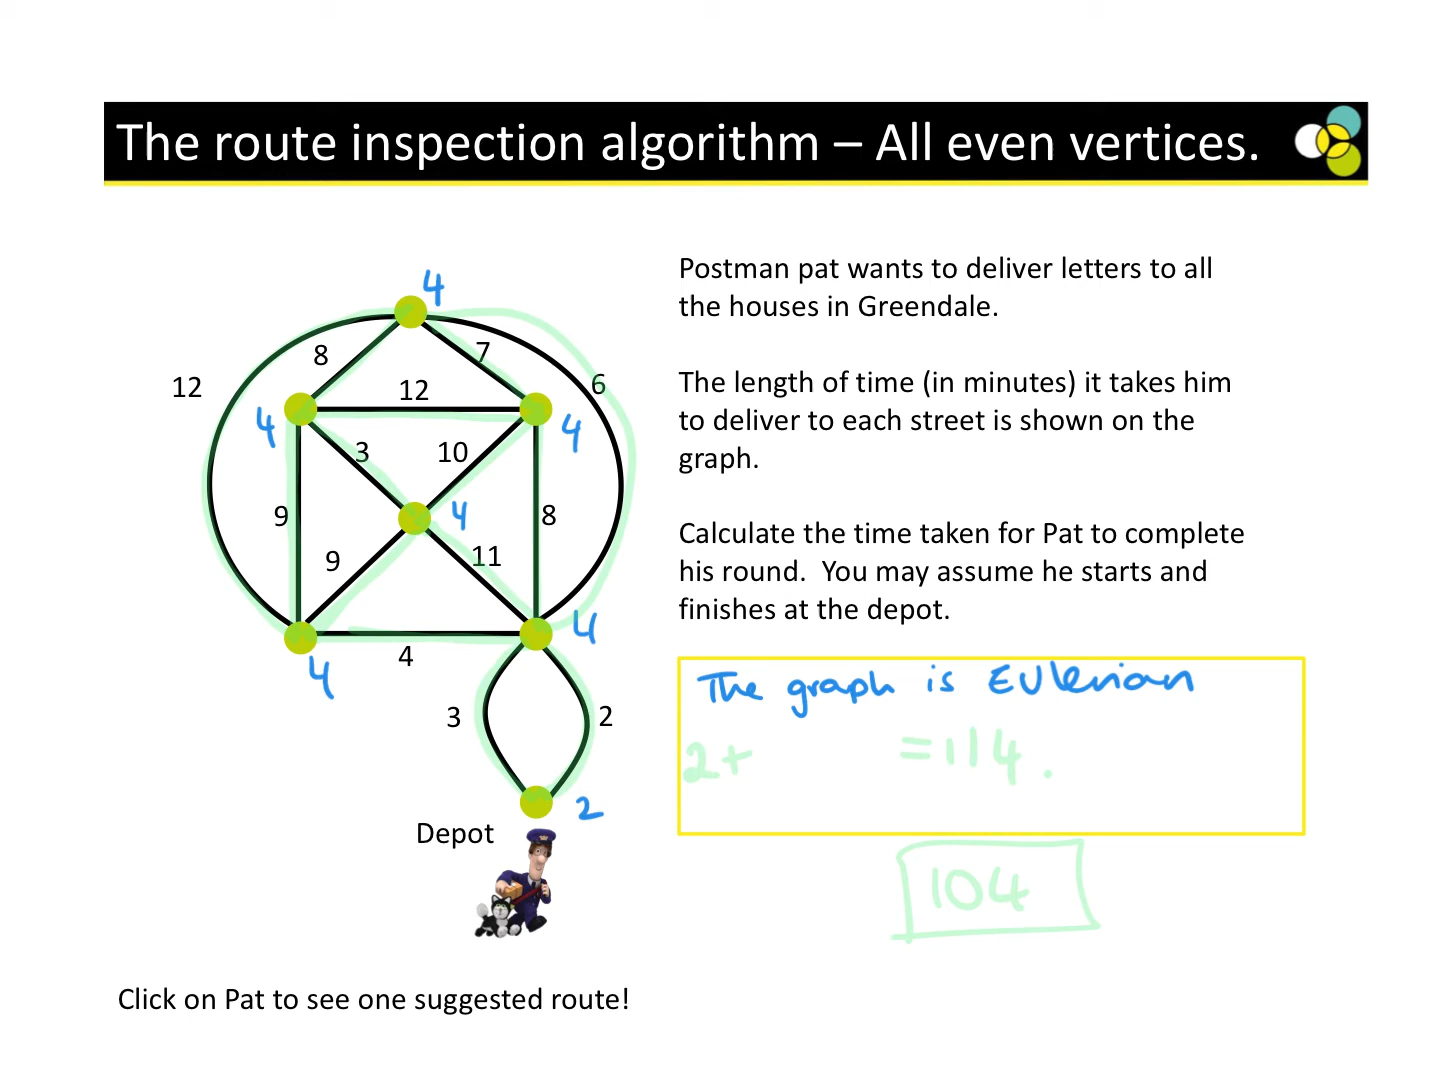 The route inspection algorithm – All even vertices.
Postman pat wants to deliver letters to all
the houses in Greendale.
The length of time (in minutes) it takes him
to deliver to each street is shown on the
graph.
Calculate the time taken for Pat to complete
his round. You may assume he starts and
finishes at the depot.
4
8
7
12
12
6
4
4
3
10
9
4
8
9
11
4
4
4
3
2
2
Depot
The graph is Eulerian
2+ =114.
104
Click on Pat to see one suggested route!